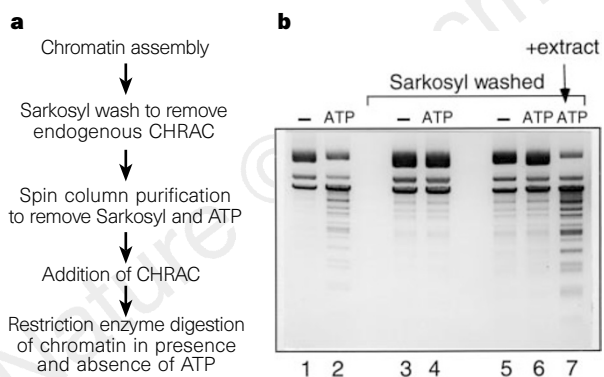 a
Chromatin assembly
Sarkosyl wash to remove
endogenous CHRAC
Spin column purification
to remove Sarkosyl and ATP
Addition of CHRAC
Restriction enzyme digestion
of chromatin in presence
and absence of ATP
b
+extract
Sarkosyl washed
– ATP – ATP – ATP ATP
1 2 3 4 5 6 7
Nature ©